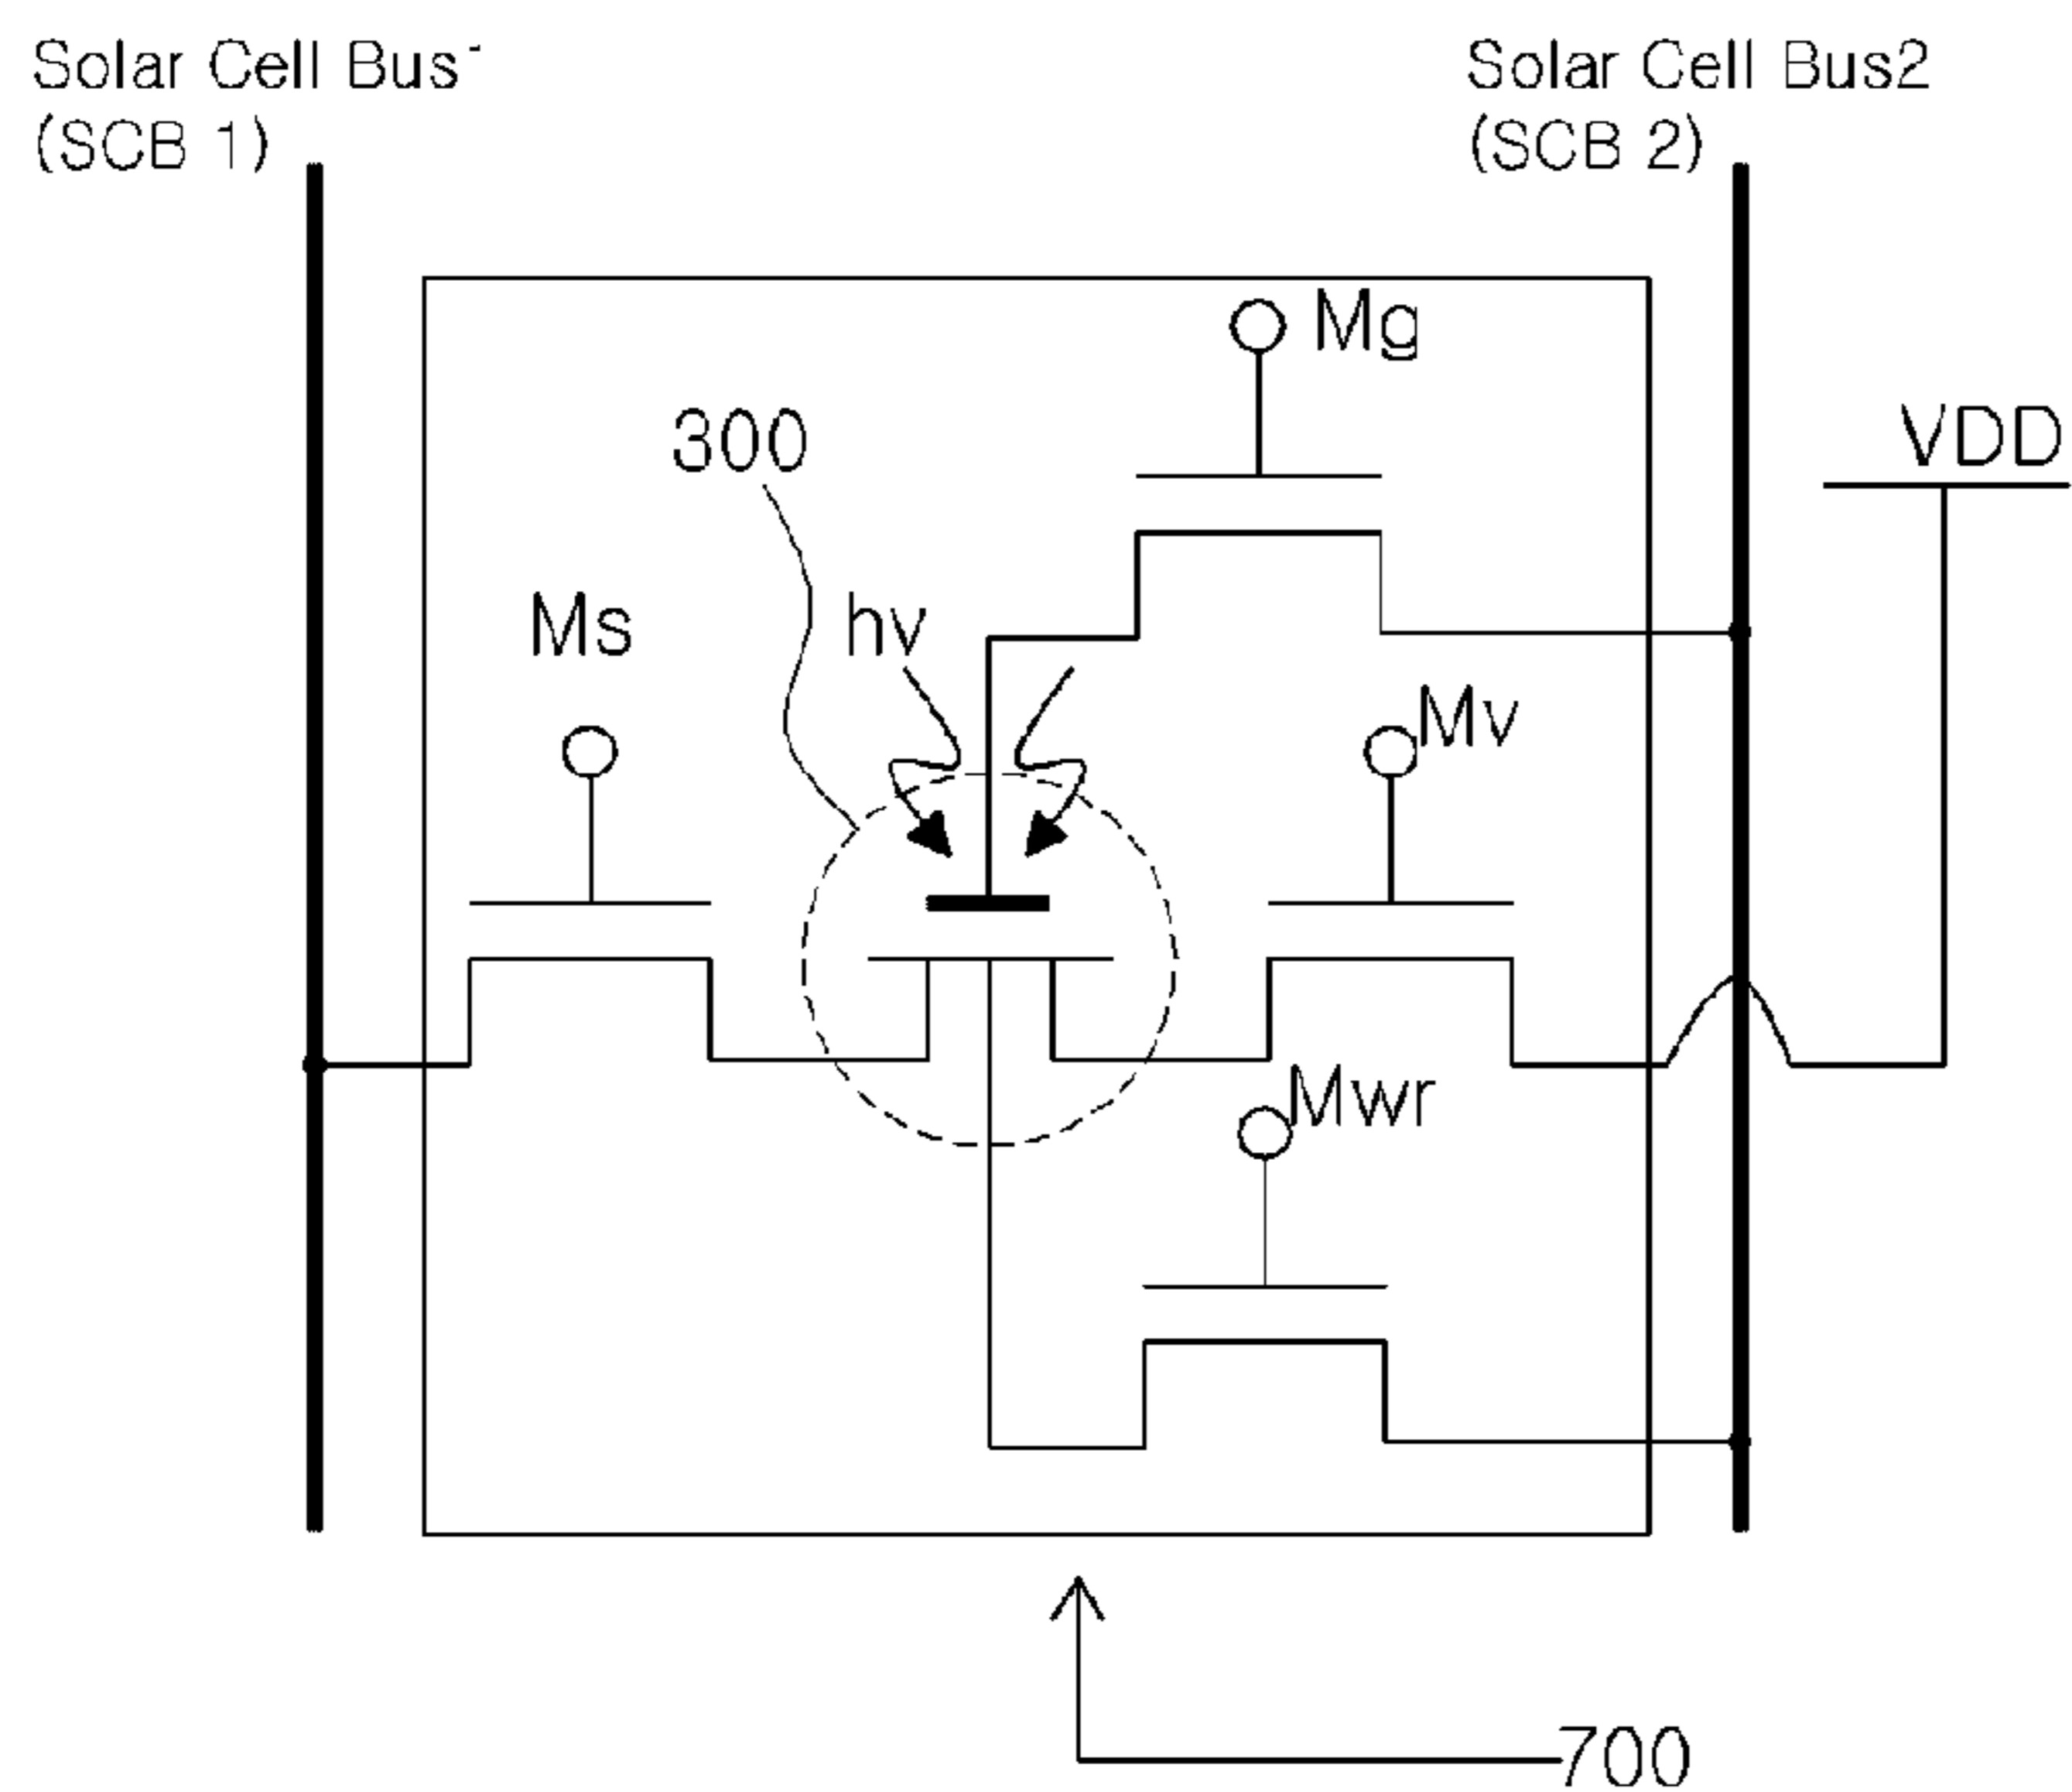 Solar Cell Bus
(SCB 1)
Solar Cell Bus2
(SCB 2)
Mg
VDD
300
Ms
hv
Mv
Mwr
700